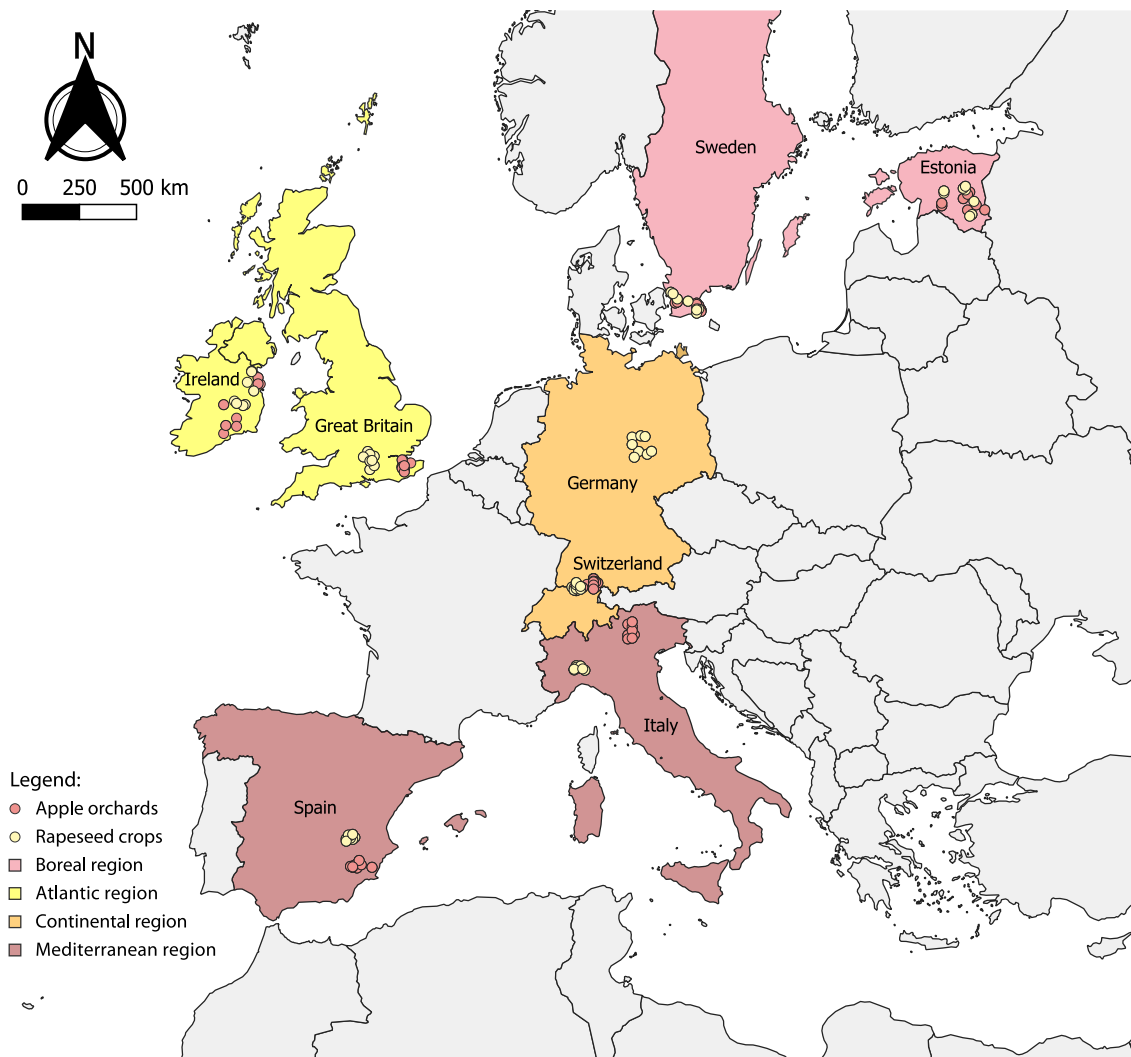 N
0 250 500 km
Sweden
Estonia
Ireland
Great Britain
Germany
Switzerland
Italy
Spain
Legend:
Apple orchards
Rapeseed crops
Boreal region
Atlantic region
Continental region
Mediterranean region